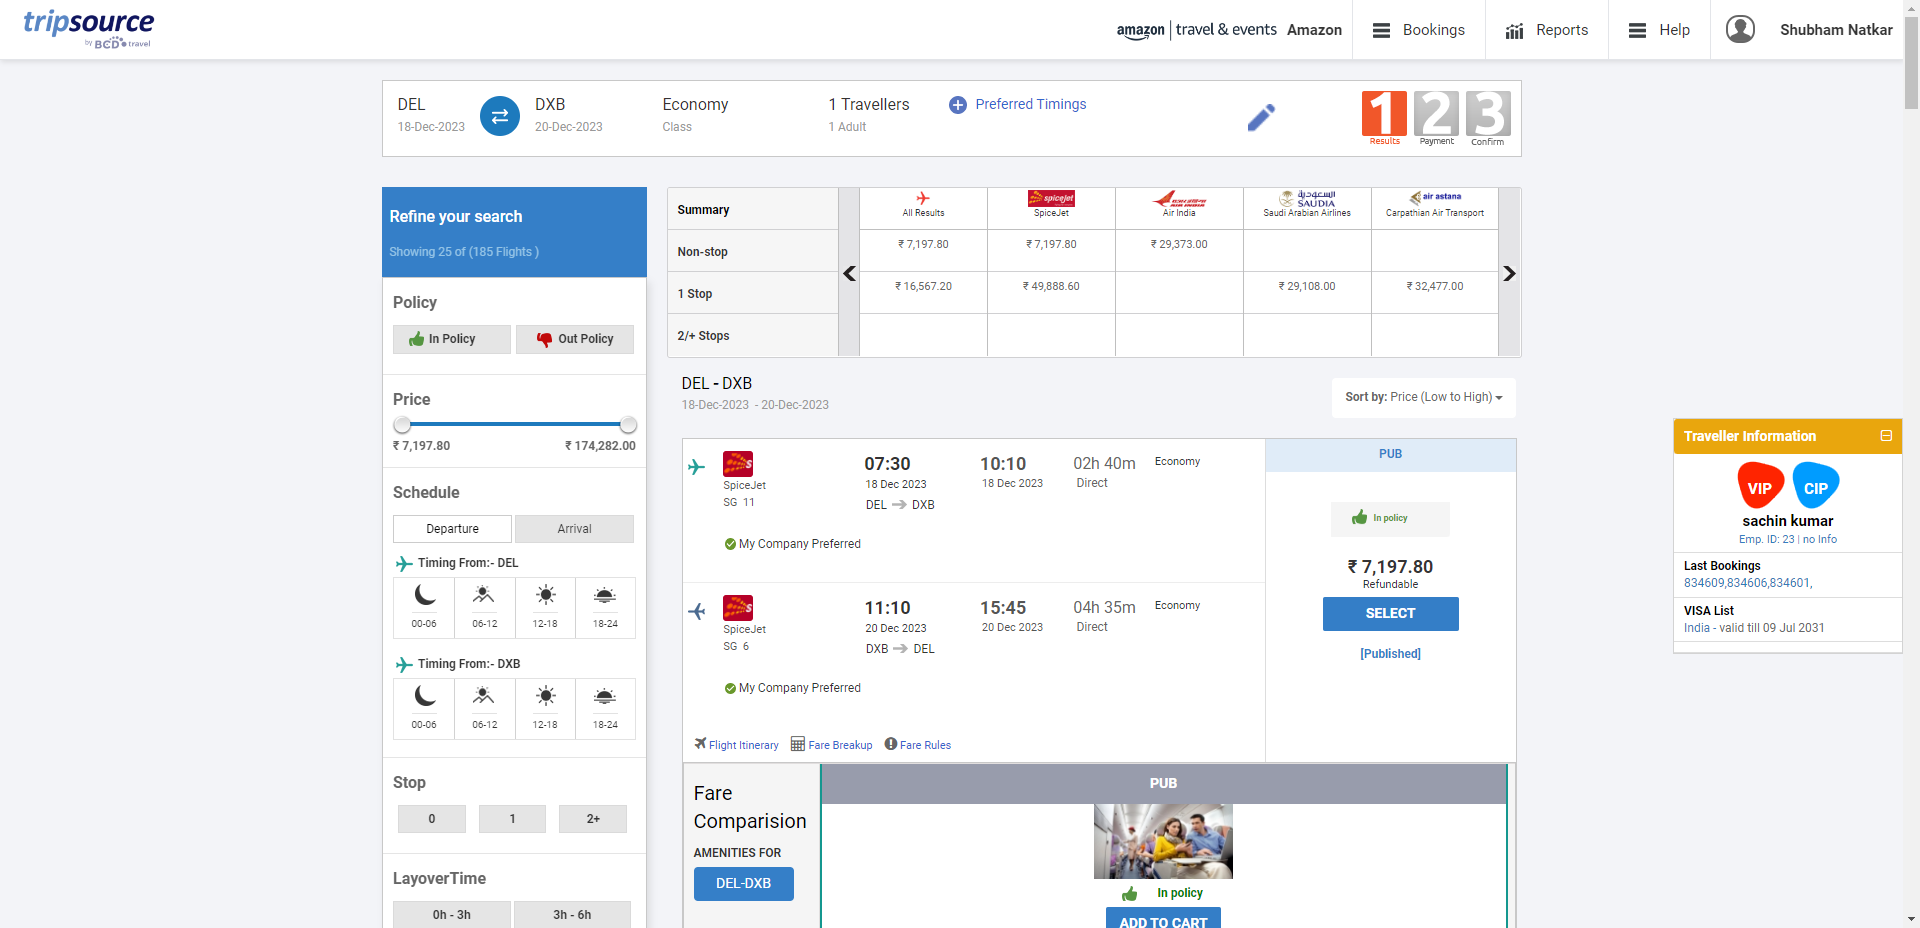 tripsource
by BCD travel
amazon | travel & events Amazon
Bookings
Reports
Help
Shubham Natkar
DEL
18-Dec-2023
DXB
20-Dec-2023
Economy
Class
1 Travellers
1 Adult
Preferred Timings
1 2 3
Results Payment Confirm
Refine your search
Showing 25 of (185 Flights )
Policy
In Policy Out Policy
Price
₹ 7,197.80 ₹ 174,282.00
Schedule
Departure Arrival
Timing From:- DEL
00-06 06-12 12-18 18-24
Timing From:- DXB
00-06 06-12 12-18 18-24
Stop
0 1 2+
LayoverTime
0h - 3h 3h - 6h
Summary
spicejet
السعودية
SAUDIA
air astana
All Results SpiceJet Air India Saudi Arabian Airlines Carpathian Air Transport
Non-stop ₹ 7,197.80 ₹ 7,197.80 ₹ 29,373.00
1 Stop ₹ 16,567.20 ₹ 49,888.60 ₹ 29,108.00 ₹ 32,477.00
2/+ Stops
DEL - DXB
18-Dec-2023 - 20-Dec-2023
Sort by: Price (Low to High)
SpiceJet
SG 11
07:30
18 Dec 2023
DEL DXB
10:10
18 Dec 2023
02h 40m
Direct
Economy
My Company Preferred
SpiceJet
SG 6
11:10
20 Dec 2023
DXB DEL
15:45
20 Dec 2023
04h 35m
Direct
Economy
My Company Preferred
Flight Itinerary Fare Breakup Fare Rules
PUB
In policy
₹ 7,197.80
Refundable
SELECT
[Published]
Fare
Comparision
AMENITIES FOR
DEL-DXB
PUB
In policy
ADD TO CART
Traveller Information
VIP CIP
sachin kumar
Emp. ID: 23 | no Info
Last Bookings
834609,834606,834601,
VISA List
India - valid till 09 Jul 2031